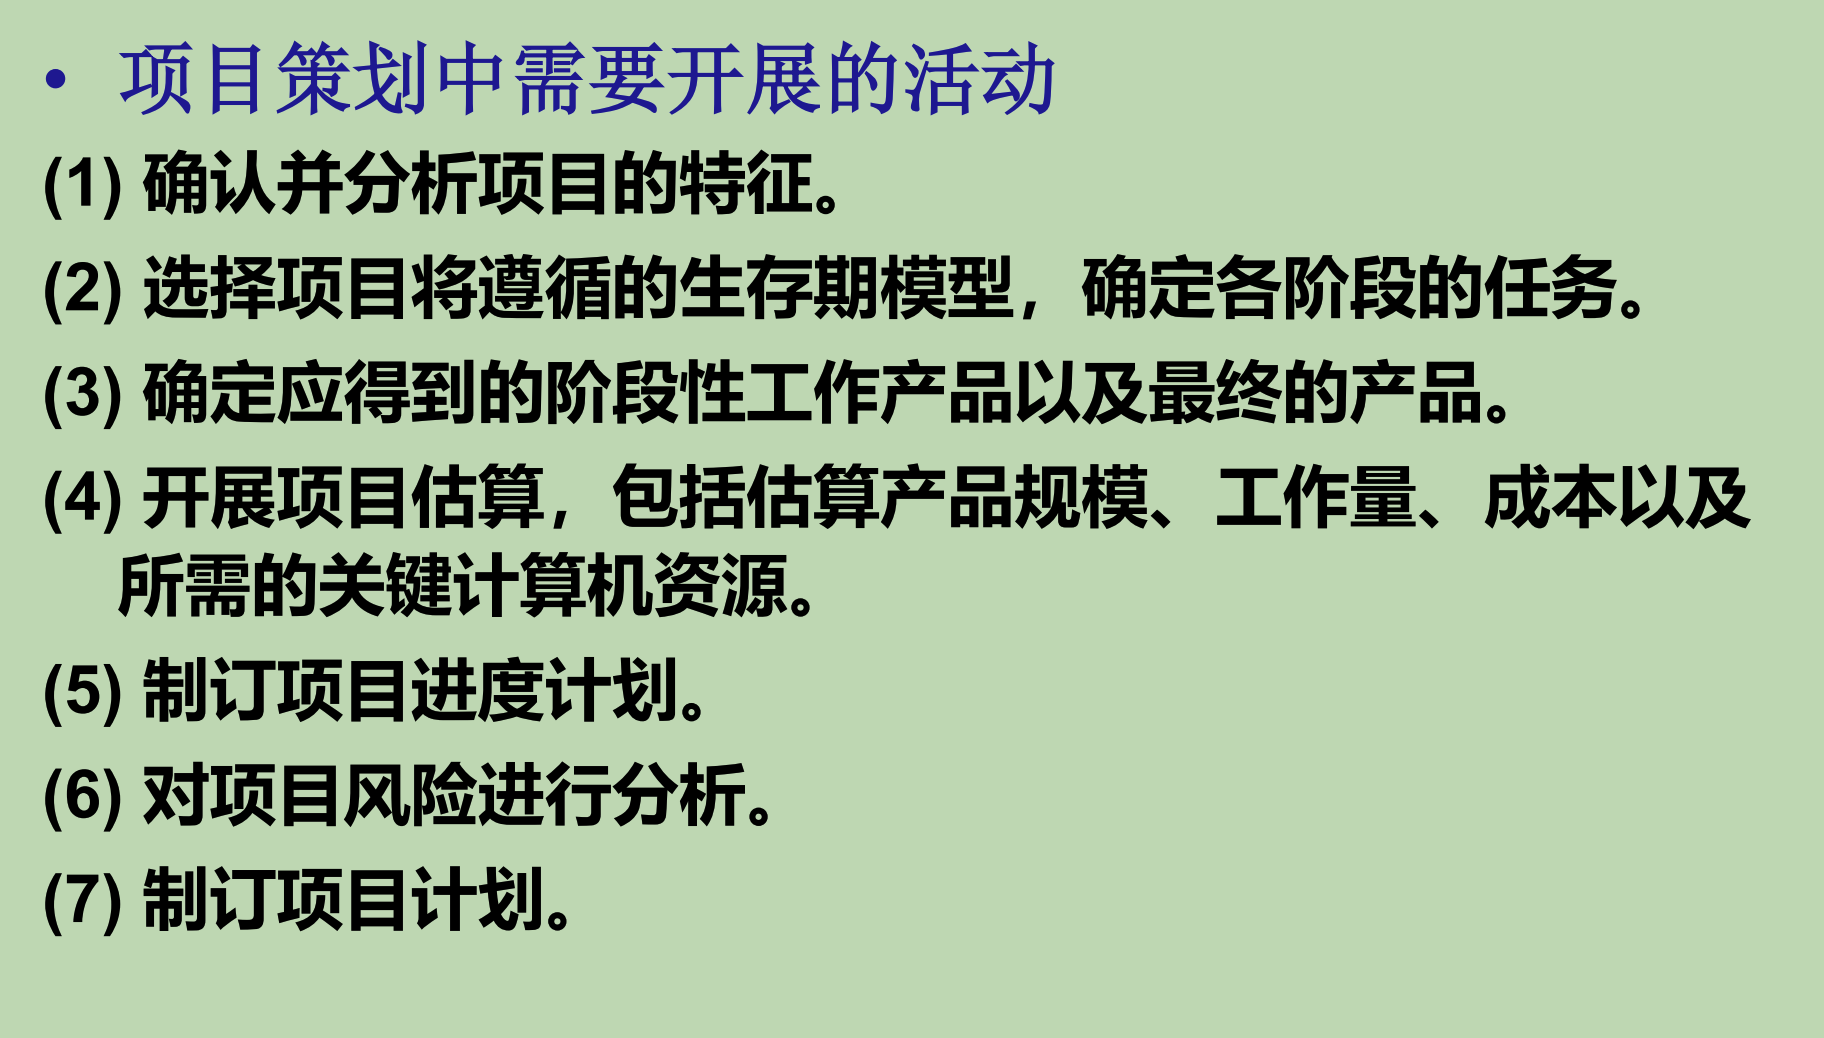 • 项目策划中需要开展的活动
(1) 确认并分析项目的特征。
(2) 选择项目将遵循的生存期模型，确定各阶段的任务。
(3) 确定应得到的阶段性工作产品以及最终的产品。
(4) 开展项目估算，包括估算产品规模、工作量、成本以及
所需的关键计算机资源。
(5) 制订项目进度计划。
(6) 对项目风险进行分析。
(7) 制订项目计划。